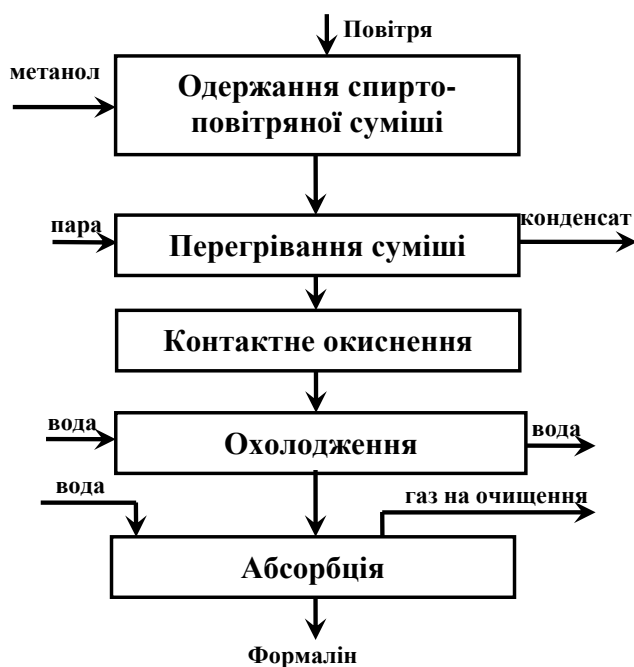 Повітря
метанол
Одержання спирто-
повітряної суміші
пара
конденсат
Перегрівання суміші
Контактне окиснення
вода
Охолодження
вода
вода
газ на очищення
Абсорбція
Формалін